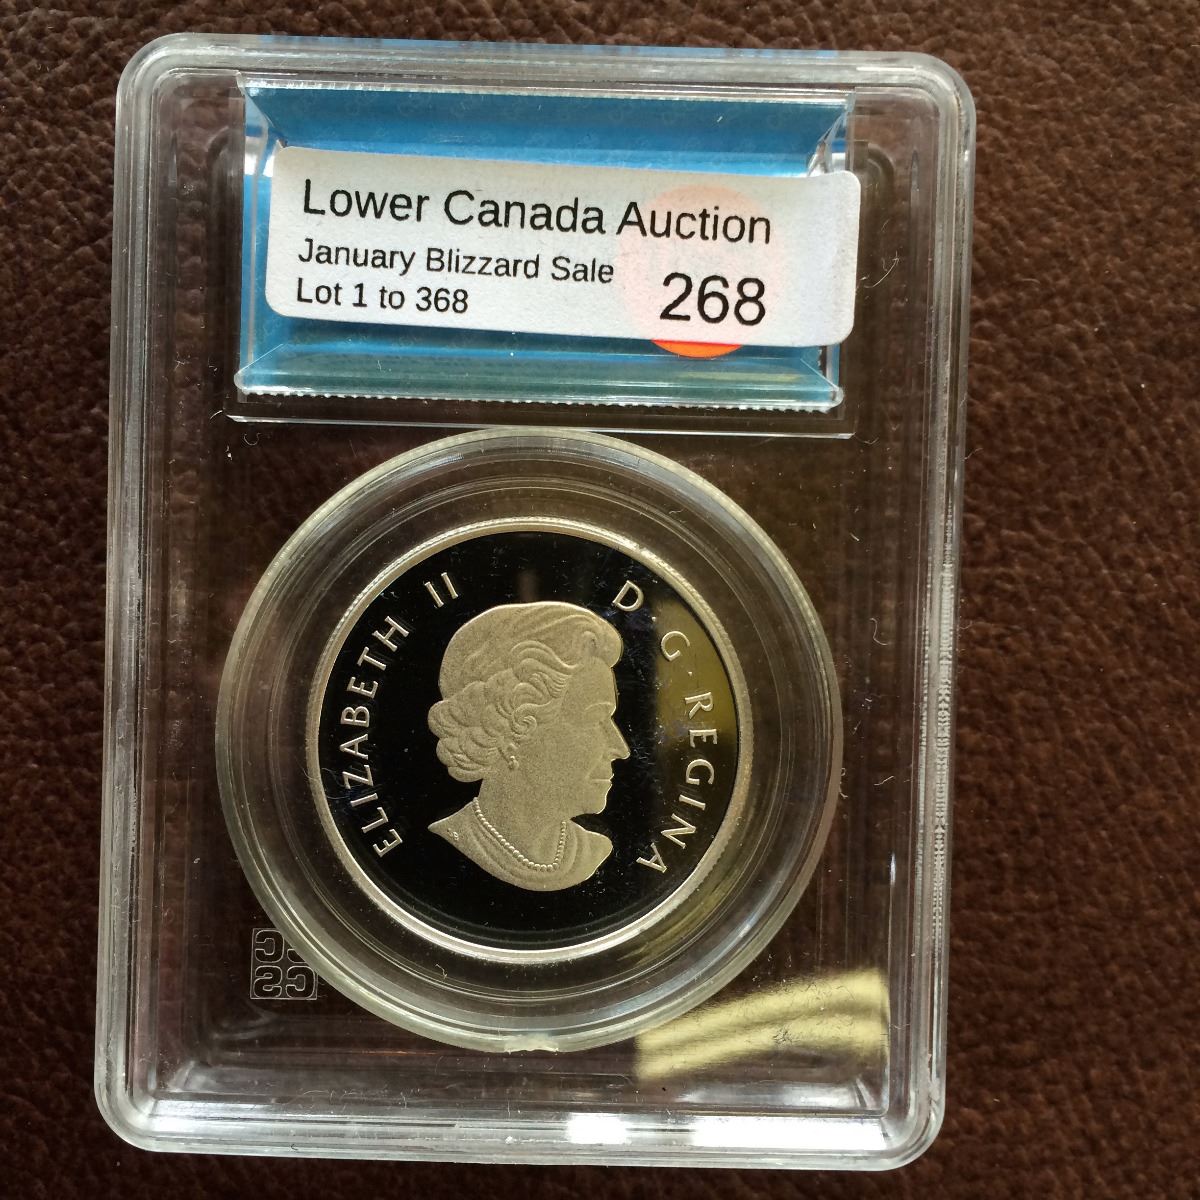 Lower Canada Auction
January Blizzard Sale
Lot 1 to 368
268
ELIZABETH II D · G · REGINA